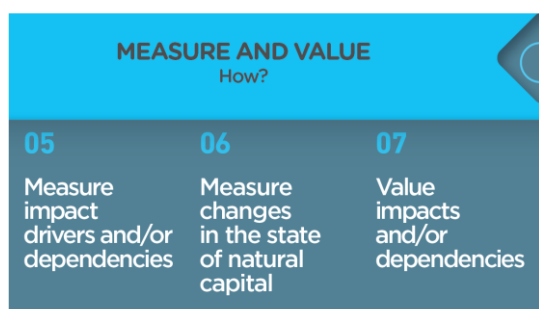 MEASURE AND VALUE
How?
05
Measure
impact
drivers and/or
dependencies
06
Measure
changes
in the state
of natural
capital
07
Value
impacts
and/or
dependencies